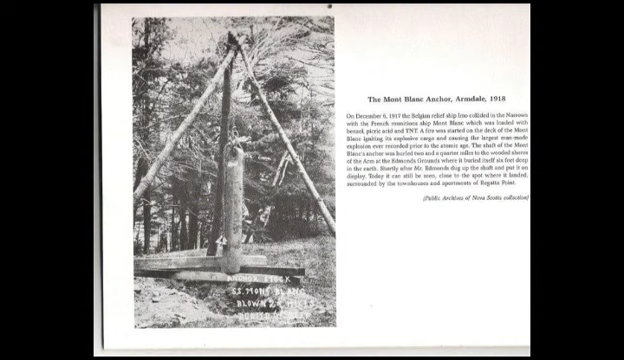 The Mont Blanc Anchor, Armdale, 1918
On December 6, 1917 the Belgian relief ship Imo collided in the Narrows
with the French munitions ship Mont Blanc which was loaded with
benzol, picric acid and TNT. A fire was started on the deck of the Mont
Blanc igniting its explosive cargo and causing the largest man-made
explosion ever recorded prior to the atomic age. The shaft of the Mont
Blanc's anchor was hurled two and a quarter miles to the wooded shores
of the Arm at the Edmonds Grounds where it buried itself six feet deep
in the earth. Shortly after Mr. Edmonds dug up the shaft and put it on
display. Today it can still be seen, close to the spot where it landed,
surrounded by the townhouses and apartments of Regatta Point.
(Public Archives of Nova Scotia collection)
ANCHOR STOCK
S.S. MONT BLANC
BLOWN 2¼ MILES
BURIED